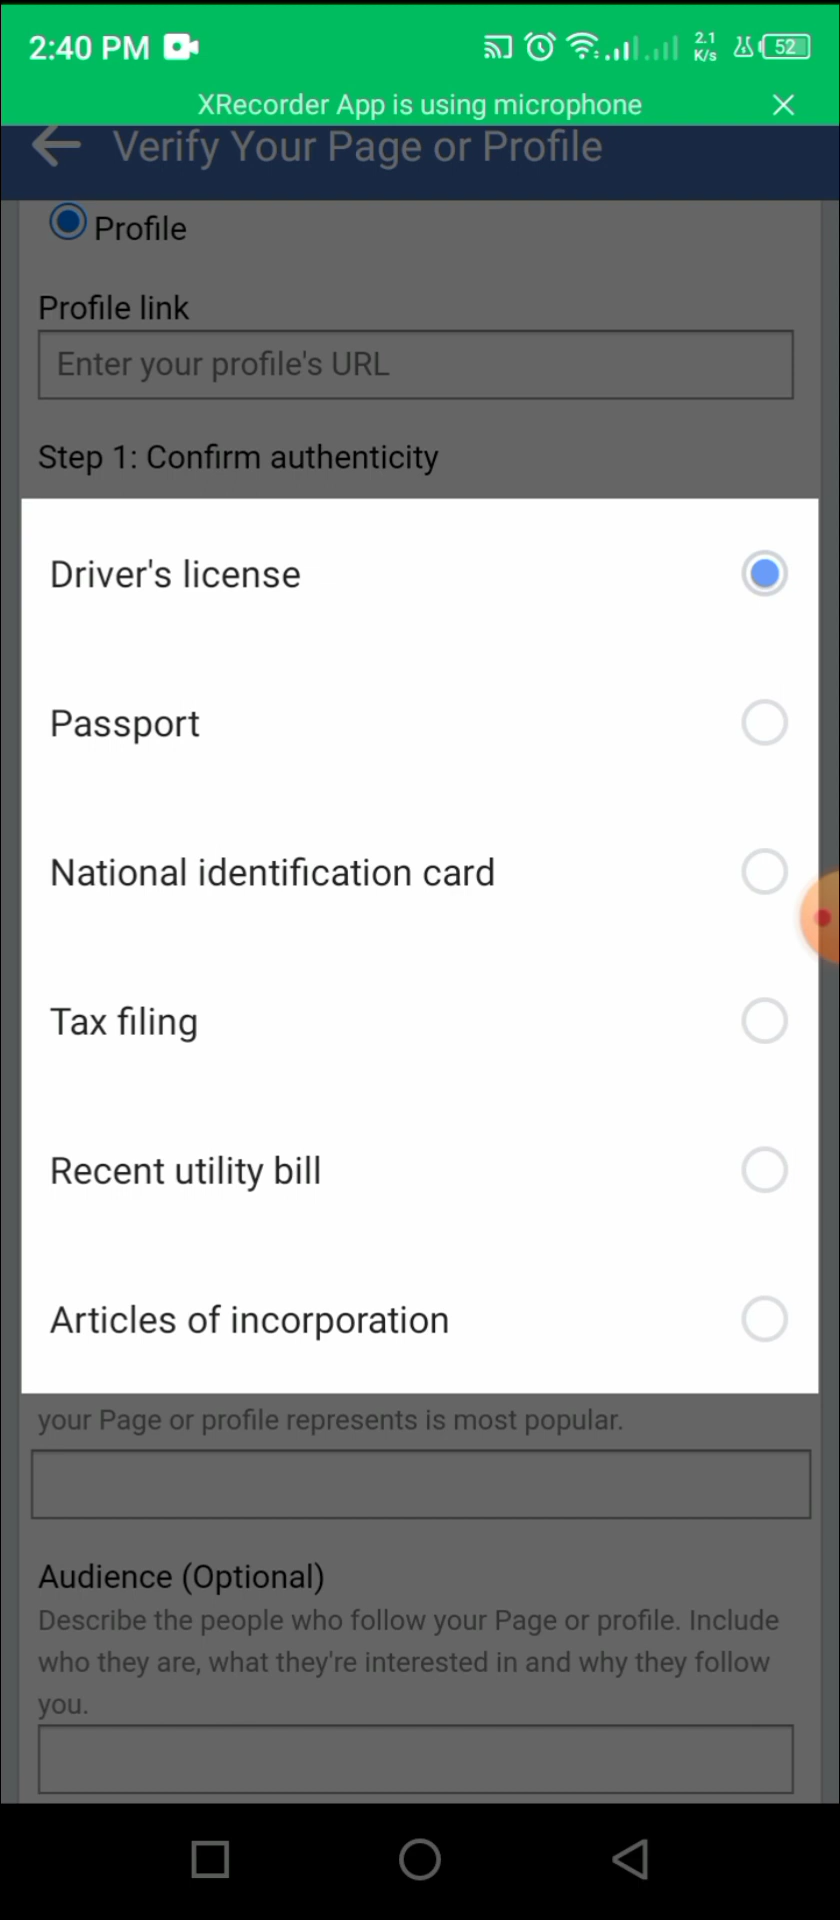 2:40 PM
2.1
K/s
52
XRecorder App is using microphone
Verify Your Page or Profile
Profile
Profile link
Enter your profile's URL
Step 1: Confirm authenticity
Driver's license
Passport
National identification card
Tax filing
Recent utility bill
Articles of incorporation
your Page or profile represents is most popular.
Audience (Optional)
Describe the people who follow your Page or profile. Include
who they are, what they're interested in and why they follow
you.